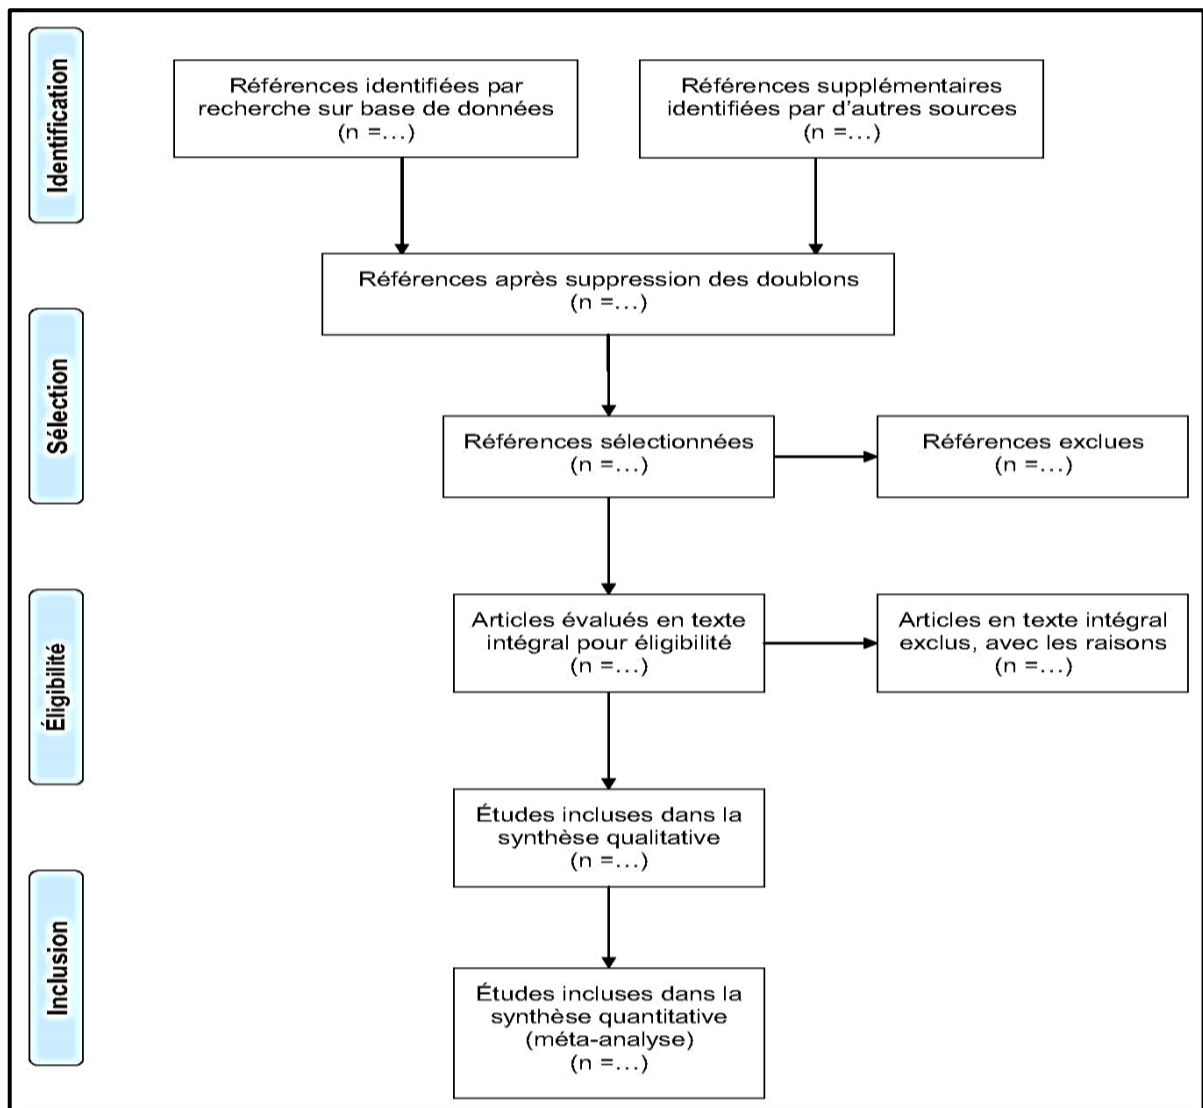 Identification
Références identifiées par
recherche sur base de données
(n =…)
Références supplémentaires
identifiées par d'autres sources
(n =…)
Références après suppression des doublons
(n =…)
Sélection
Références sélectionnées
(n =…)
Références exclues
(n =…)
Éligibilité
Articles évalués en texte
intégral pour éligibilité
(n =…)
Articles en texte intégral
exclus, avec les raisons
(n =…)
Études incluses dans la
synthèse qualitative
(n =…)
Inclusion
Études incluses dans la
synthèse quantitative
(méta-analyse)
(n =…)